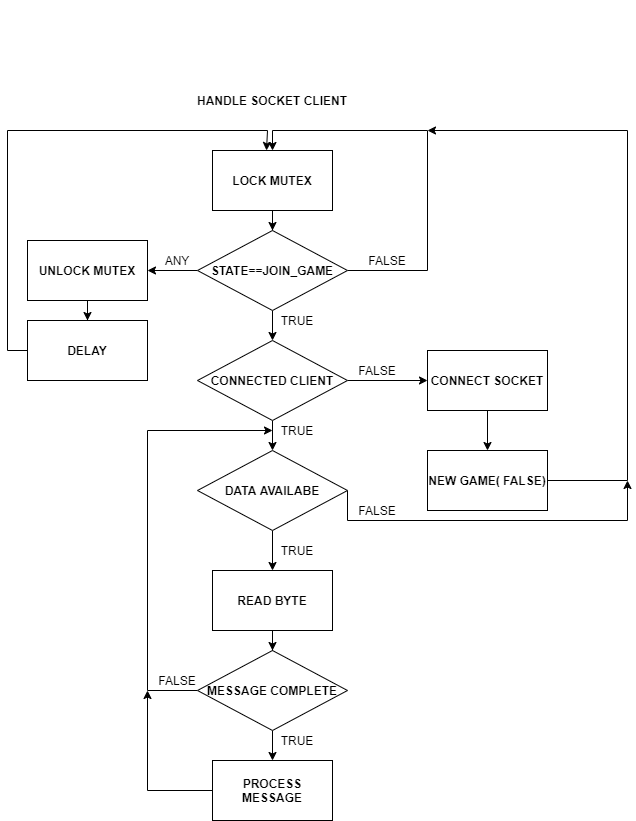 HANDLE SOCKET CLIENT
LOCK MUTEX
UNLOCK MUTEX
ANY
STATE==JOIN_GAME
FALSE
TRUE
DELAY
CONNECTED CLIENT
FALSE
CONNECT SOCKET
TRUE
DATA AVAILABE
NEW GAME( FALSE)
FALSE
TRUE
READ BYTE
FALSE
MESSAGE COMPLETE
TRUE
PROCESS
MESSAGE